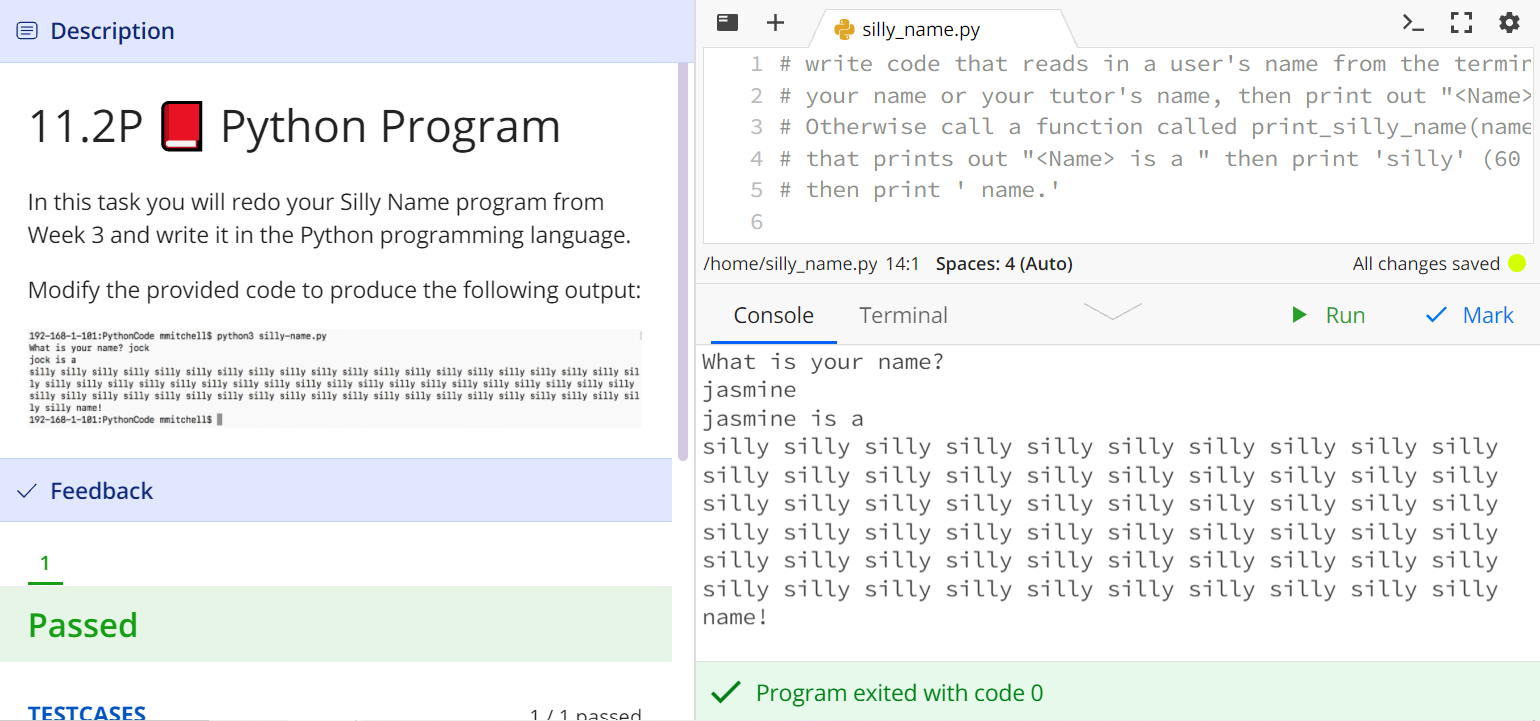 Description
11.2P Python Program
In this task you will redo your Silly Name program from
Week 3 and write it in the Python programming language.
Modify the provided code to produce the following output:
192-168-1-101:PythonCode mmitchell$ python3 silly-name.py
What is your name? jock
jock is a
silly silly silly silly silly silly silly silly silly silly silly silly silly silly silly silly silly silly silly sil
ly silly silly silly silly silly silly silly silly silly silly silly silly silly silly silly silly silly silly silly
silly silly silly silly silly silly silly silly silly silly silly silly silly silly silly silly silly silly silly sil
ly silly name!
192-168-1-101:PythonCode mmitchell$
Feedback
1
Passed
TESTCASES
1 / 1 passed
silly_name.py
1 # write code that reads in a user's name from the termin
2 # your name or your tutor's name, then print out "<Name>
3 # Otherwise call a function called print_silly_name(name
4 # that prints out "<Name> is a " then print 'silly' (60
5 # then print ' name.'
6
/home/silly_name.py 14:1 Spaces: 4 (Auto) All changes saved
Console Terminal Run Mark
What is your name?
jasmine
jasmine is a
silly silly silly silly silly silly silly silly silly silly
silly silly silly silly silly silly silly silly silly silly
silly silly silly silly silly silly silly silly silly silly
silly silly silly silly silly silly silly silly silly silly
silly silly silly silly silly silly silly silly silly silly
silly silly silly silly silly silly silly silly silly silly
name!
Program exited with code 0